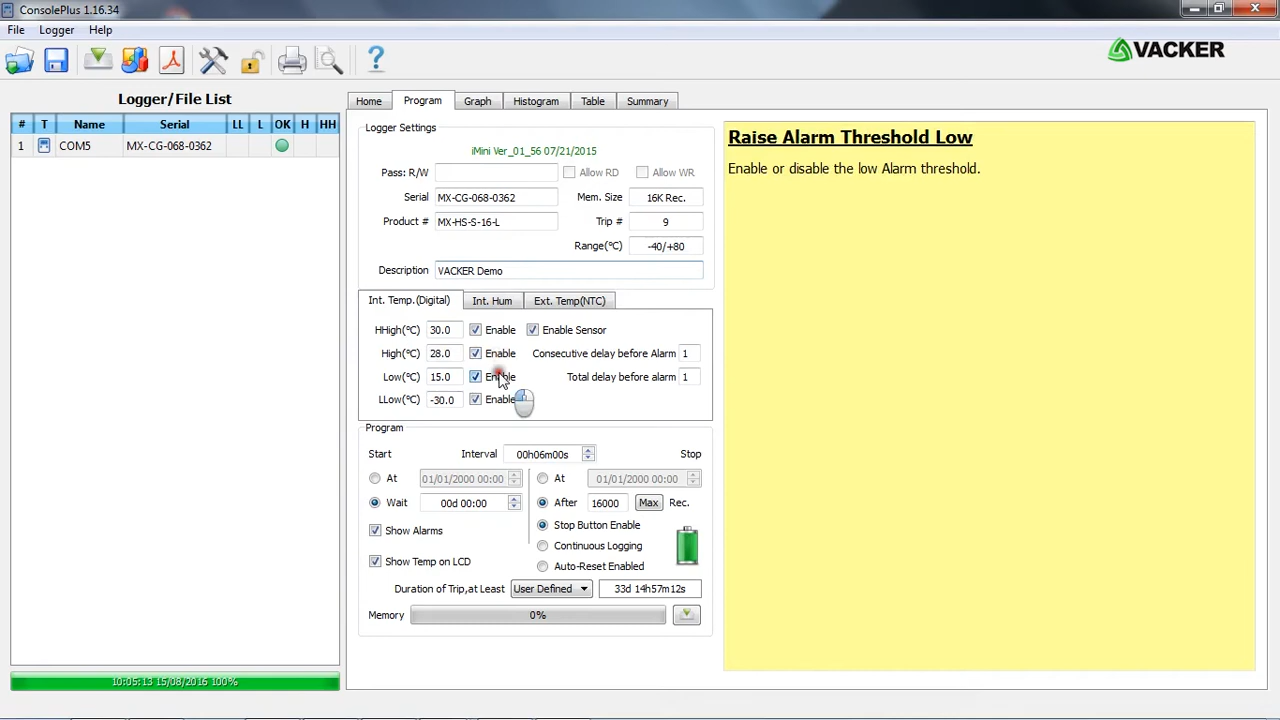 ConsolePlus 1.16.34
File Logger Help
VACKER
Logger/File List
# T Name Serial LL L OK H HH
1 COM5 MX-CG-068-0362
10:05:13 15/08/2016 100%
Home Program Graph Histogram Table Summary
Logger Settings
iMini Ver_01_56 07/21/2015
Pass: R/W Allow RD Allow WR
Serial MX-CG-068-0362 Mem. Size 16K Rec.
Product # MX-HS-S-16-L Trip # 9
Range(°C) -40/+80
Description VACKER Demo
Int. Temp.(Digital) Int. Hum Ext. Temp(NTC)
HHigh(°C) 30.0 Enable Enable Sensor
High(°C) 28.0 Enable Consecutive delay before Alarm 1
Low(°C) 15.0 Enable Total delay before alarm 1
LLow(°C) -30.0 Enable
Program
Start Interval 00h06m00s Stop
At 01/01/2000 00:00 At 01/01/2000 00:00
Wait 00d 00:00 After 16000 Max Rec.
Show Alarms Stop Button Enable
Continuous Logging
Show Temp on LCD Auto-Reset Enabled
Duration of Trip,at Least User Defined 33d 14h57m12s
Memory 0%
Raise Alarm Threshold Low
Enable or disable the low Alarm threshold.